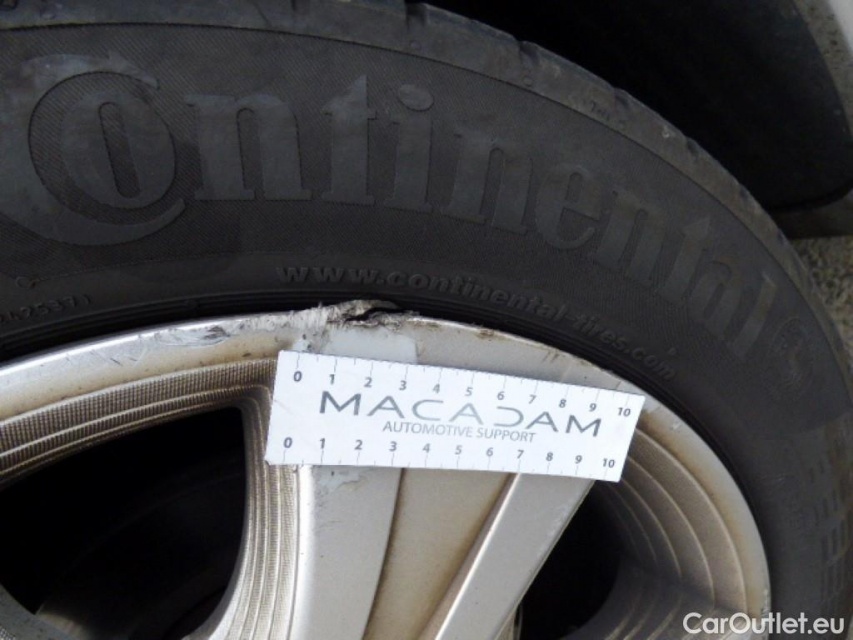 Continental
www.continental-tires.com
0 1 2 3 4 5 6 7 8 9 10
MACADAM
AUTOMOTIVE SUPPORT
0 1 2 3 4 5 6 7 8 9 10
CarOutlet.eu